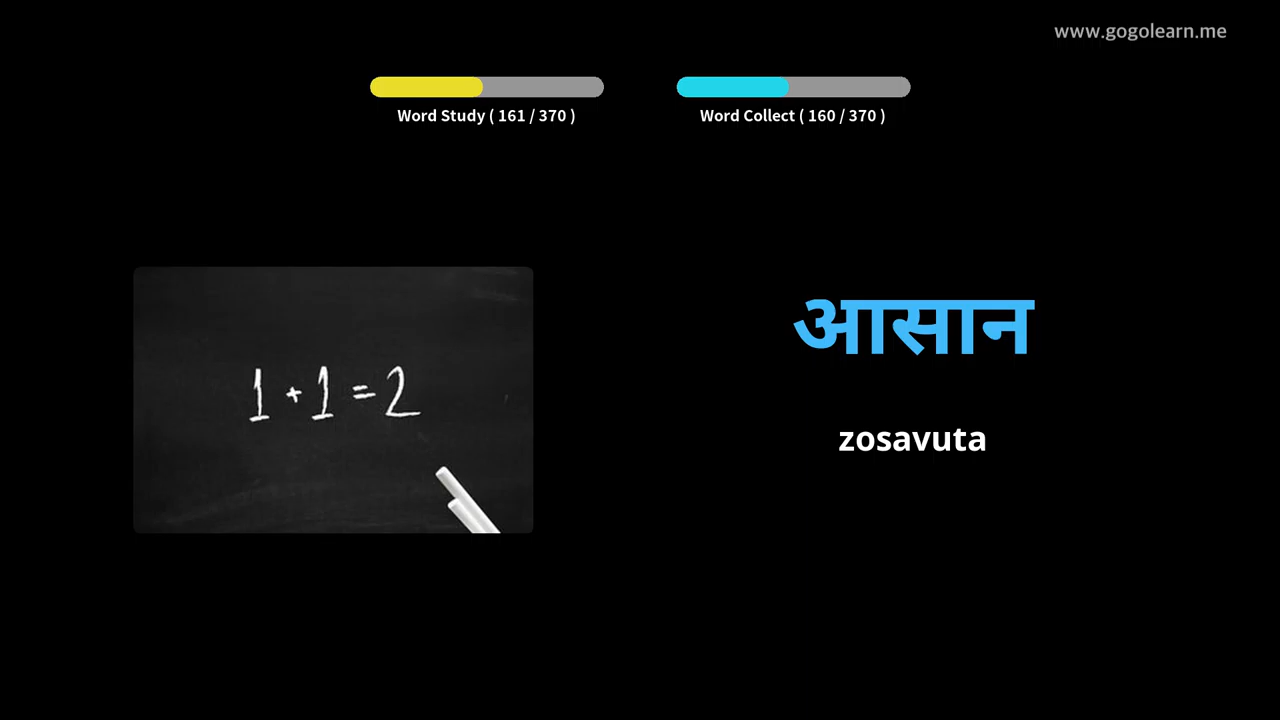 www.gogolearn.me
Word Study ( 161 / 370 )
Word Collect ( 160 / 370 )
1 + 1 = 2
आसान
zosavuta